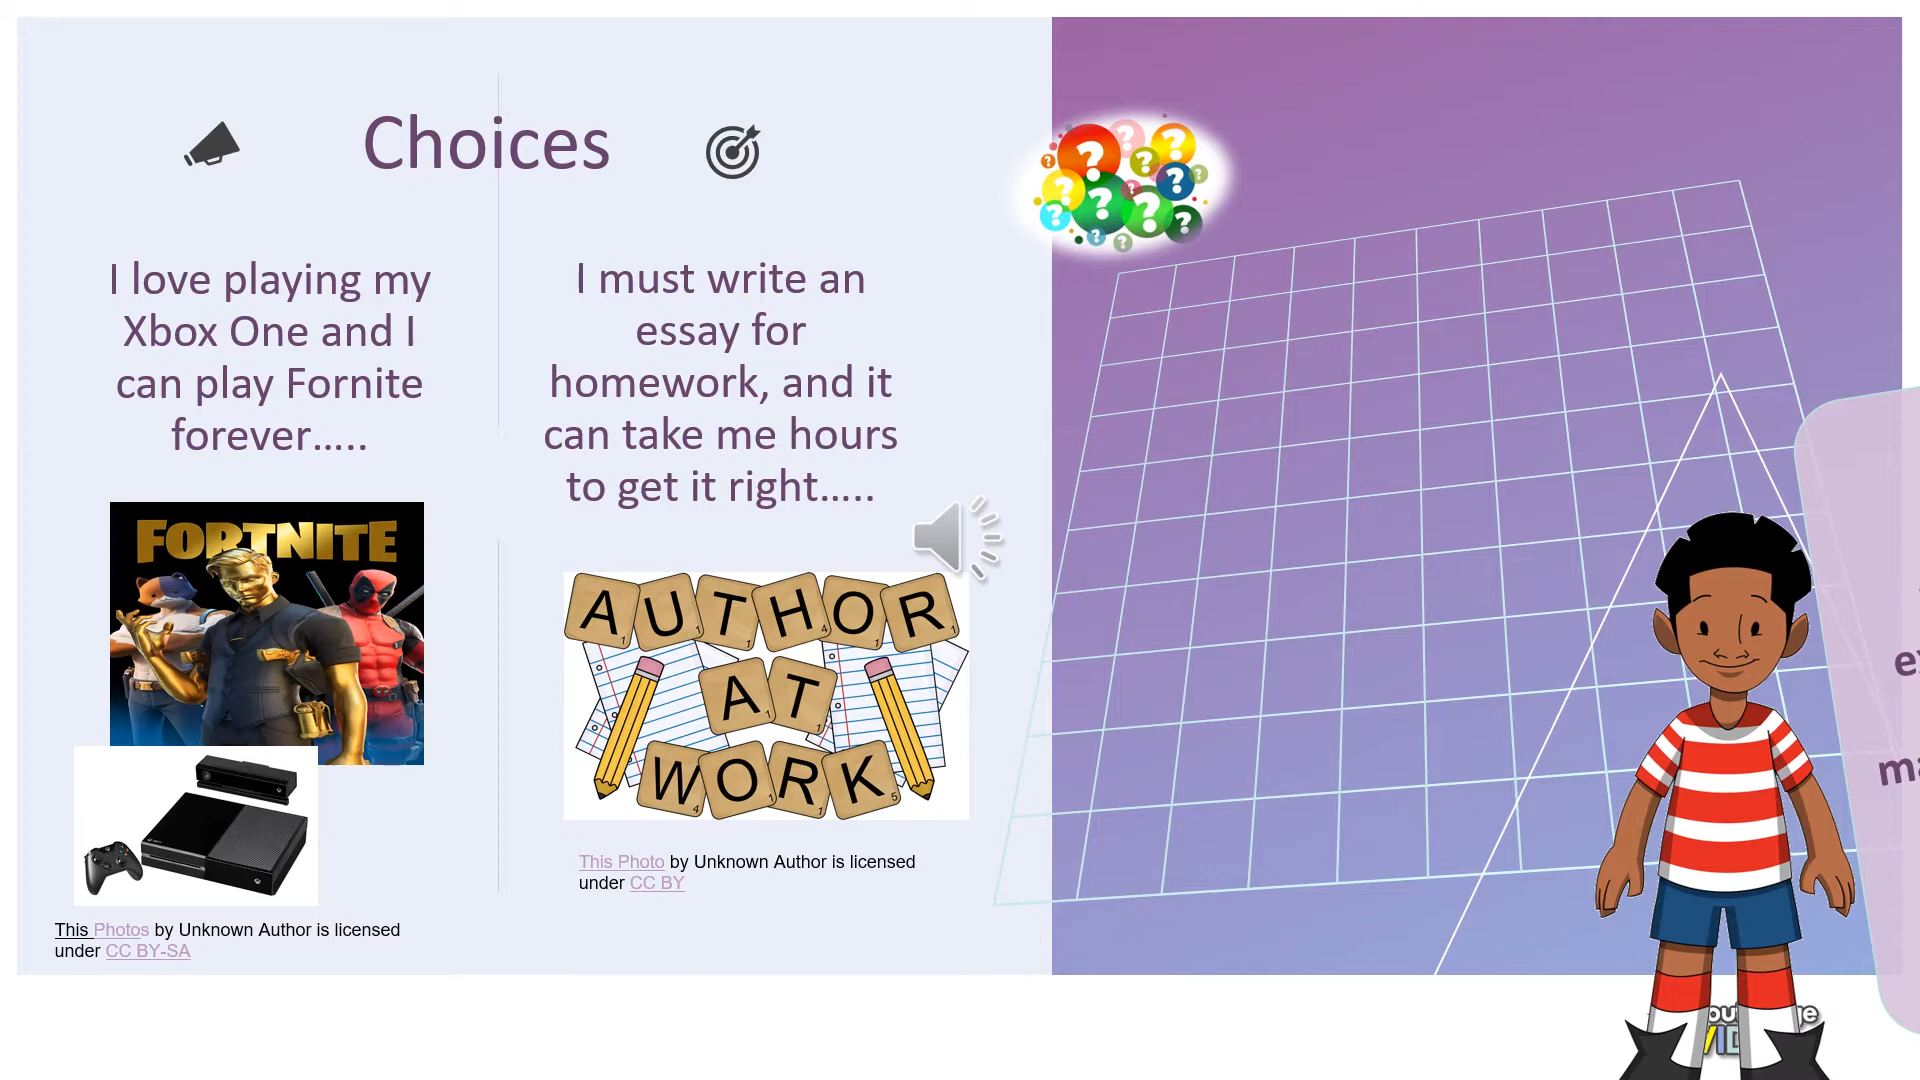 Choices
I love playing my
Xbox One and I
can play Fornite
forever…..
FORTNITE
This Photos by Unknown Author is licensed
under CC BY-SA
I must write an
essay for
homework, and it
can take me hours
to get it right…..
AUTHOR
AT
WORK
This Photo by Unknown Author is licensed
under CC BY